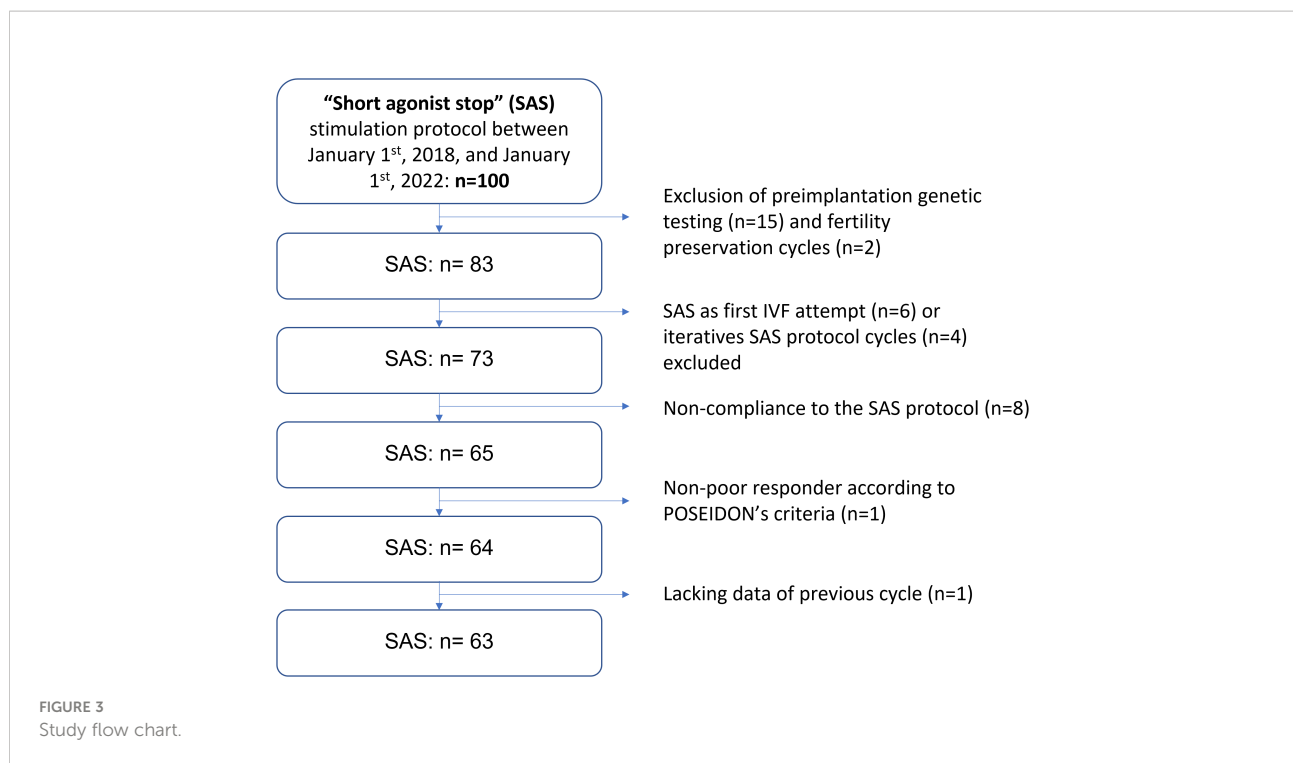 “Short agonist stop” (SAS)
stimulation protocol between
January 1st, 2018, and January
1st, 2022: n=100
Exclusion of preimplantation genetic
testing (n=15) and fertility
preservation cycles (n=2)
SAS: n= 83
SAS as first IVF attempt (n=6) or
iteratives SAS protocol cycles (n=4)
excluded
SAS: n= 73
Non-compliance to the SAS protocol (n=8)
SAS: n= 65
Non-poor responder according to
POSEIDON’s criteria (n=1)
SAS: n= 64
Lacking data of previous cycle (n=1)
SAS: n= 63
FIGURE 3
Study flow chart.